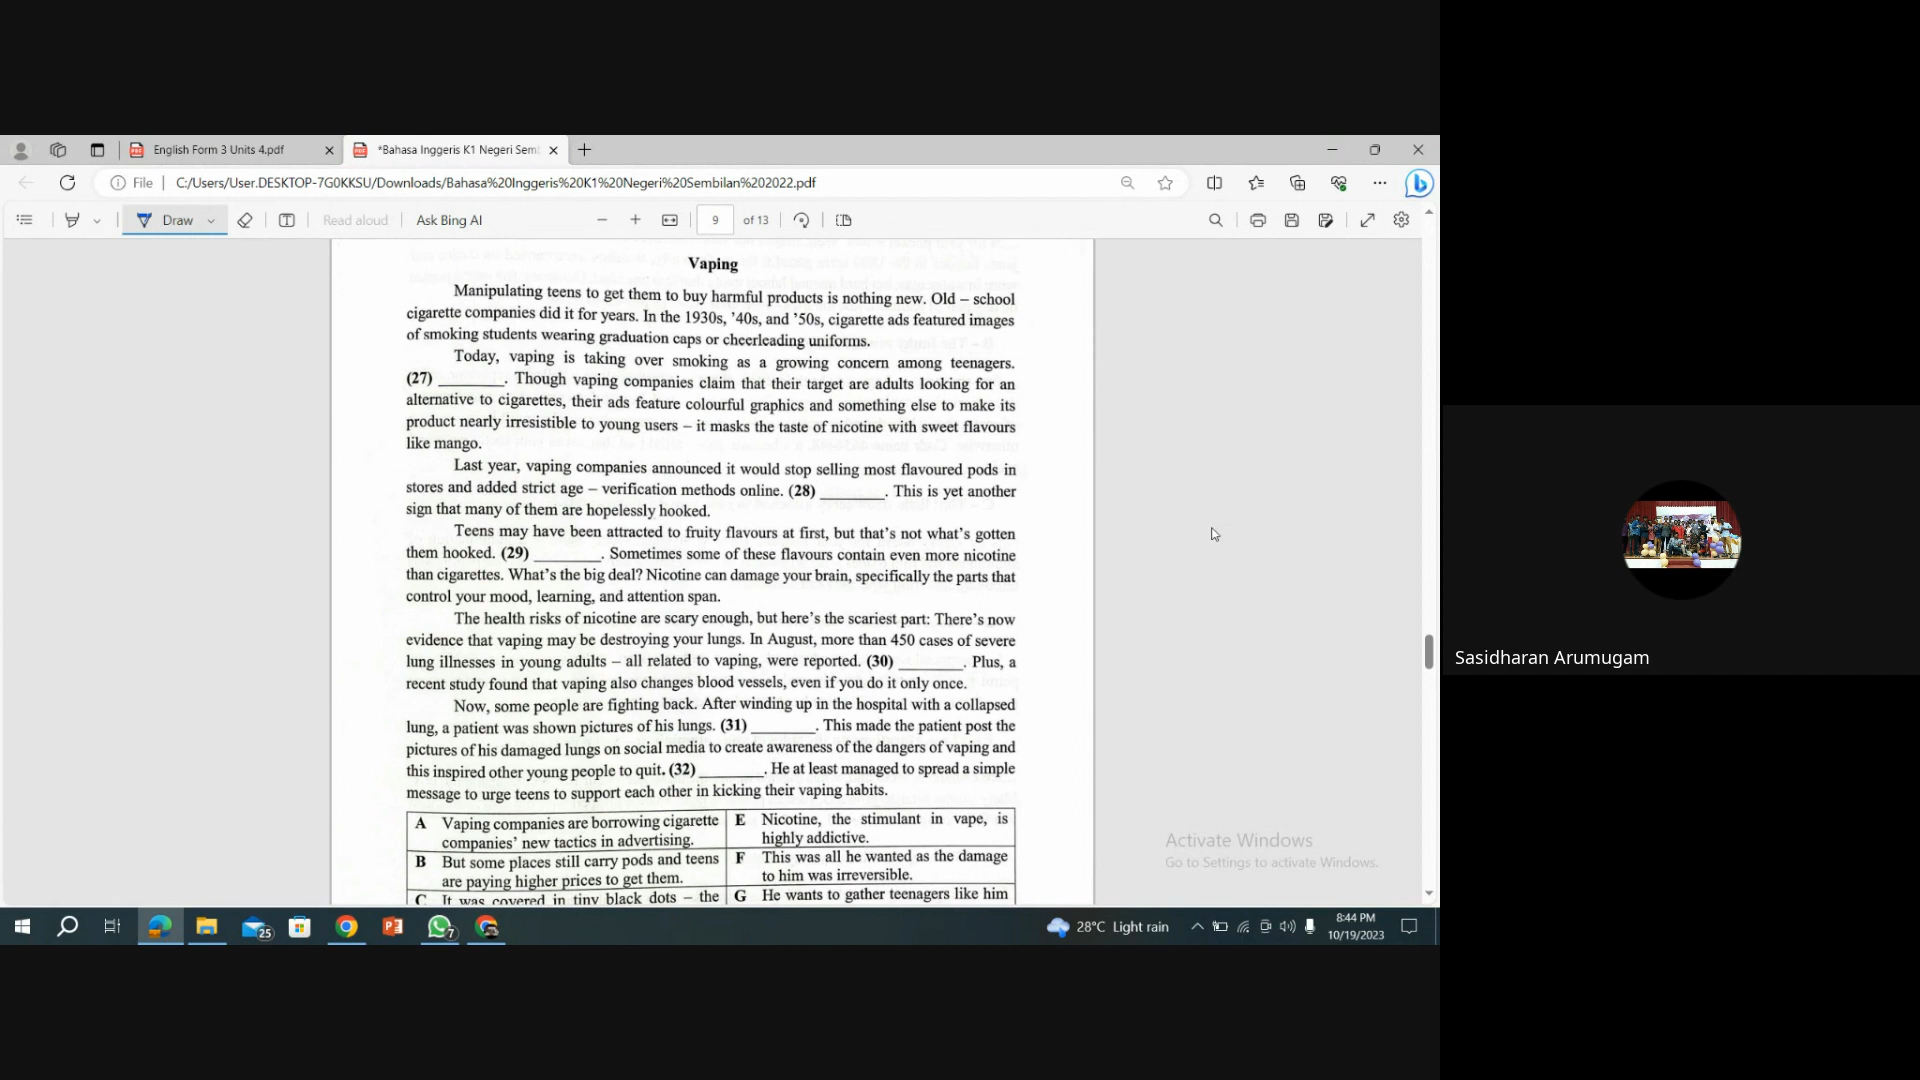 English Form 3 Units 4.pdf
*Bahasa Inggeris K1 Negeri Sem
File
C:/Users/User.DESKTOP-7G0KKSU/Downloads/Bahasa%20Inggeris%20K1%20Negeri%20Sembilan%202022.pdf
Draw
Read aloud
Ask Bing AI
9
of 13
Vaping
Manipulating teens to get them to buy harmful products is nothing new. Old – school
cigarette companies did it for years. In the 1930s, ’40s, and ’50s, cigarette ads featured images
of smoking students wearing graduation caps or cheerleading uniforms.
Today, vaping is taking over smoking as a growing concern among teenagers.
(27) ________. Though vaping companies claim that their target are adults looking for an
alternative to cigarettes, their ads feature colourful graphics and something else to make its
product nearly irresistible to young users – it masks the taste of nicotine with sweet flavours
like mango.
Last year, vaping companies announced it would stop selling most flavoured pods in
stores and added strict age – verification methods online. (28) ________. This is yet another
sign that many of them are hopelessly hooked.
Teens may have been attracted to fruity flavours at first, but that’s not what’s gotten
them hooked. (29) ________. Sometimes some of these flavours contain even more nicotine
than cigarettes. What’s the big deal? Nicotine can damage your brain, specifically the parts that
control your mood, learning, and attention span.
The health risks of nicotine are scary enough, but here’s the scariest part: There’s now
evidence that vaping may be destroying your lungs. In August, more than 450 cases of severe
lung illnesses in young adults – all related to vaping, were reported. (30) ________. Plus, a
recent study found that vaping also changes blood vessels, even if you do it only once.
Now, some people are fighting back. After winding up in the hospital with a collapsed
lung, a patient was shown pictures of his lungs. (31) ________. This made the patient post the
pictures of his damaged lungs on social media to create awareness of the dangers of vaping and
this inspired other young people to quit. (32) ________. He at least managed to spread a simple
message to urge teens to support each other in kicking their vaping habits.
A Vaping companies are borrowing cigarette
companies’ new tactics in advertising.
B But some places still carry pods and teens
are paying higher prices to get them.
C It was covered in tiny black dots – the
E Nicotine, the stimulant in vape, is
highly addictive.
F This was all he wanted as the damage
to him was irreversible.
G He wants to gather teenagers like him
Activate Windows
Go to Settings to activate Windows.
25
7
28°C Light rain
8:44 PM
10/19/2023
Sasidharan Arumugam